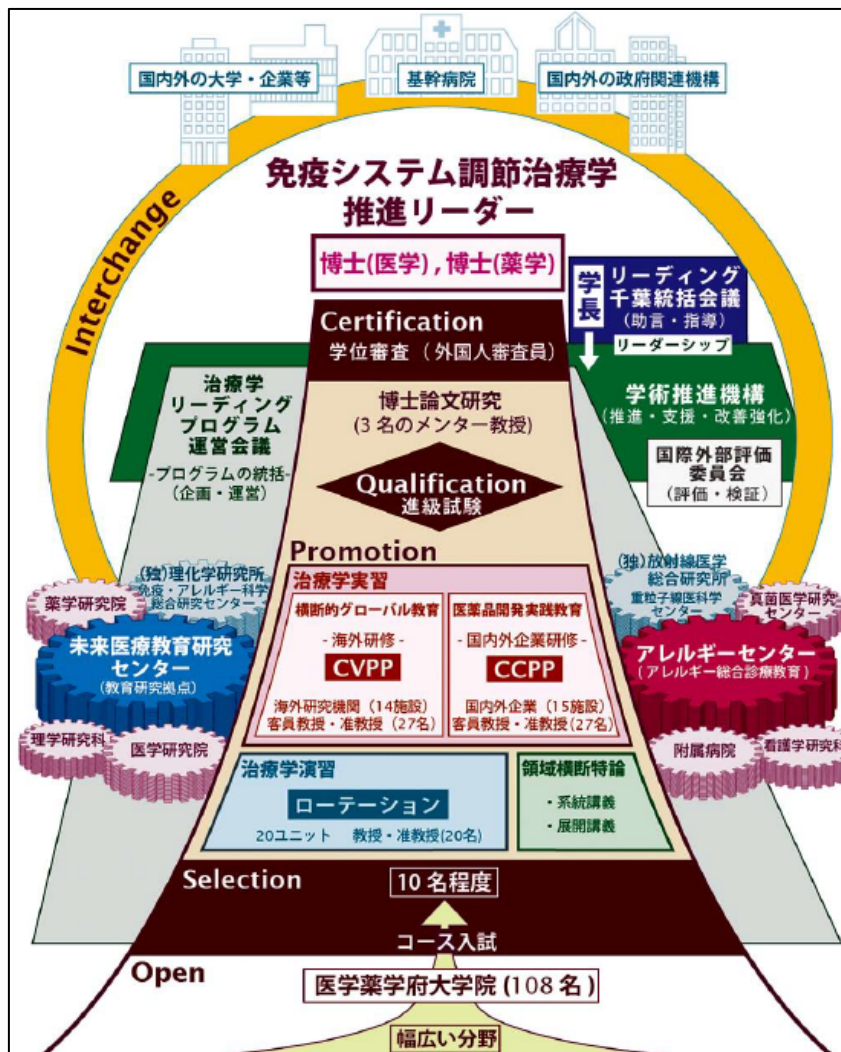 国内外の大学・企業等
基幹病院
国内外の政府関連機構
Interchange
免疫システム調節治療学
推進リーダー
博士(医学) , 博士(薬学)
学長
リーディング
千葉統括会議
(助言・指導)
リーダーシップ
Certification
学位審査 ( 外国人審査員)
治療学
リーディング
プログラム
運営会議
-プログラムの統括-
(企画・運営)
博士論文研究
(3 名のメンター教授)
学術推進機構
(推進・支援・改善強化)
国際外部評価
委員会
(評価・検証)
Qualification
進級試験
Promotion
(独)理化学研究所
免疫・アレルギー科学
総合研究センター
薬学研究院
未来医療教育研究
センター
(教育研究拠点)
理学研究科
医学研究院
(独)放射線医学
総合研究所
重粒子線医科学
センター
真菌医学研究
センター
アレルギーセンター
(アレルギー総合診療教育)
附属病院
看護学研究科
治療学実習
横断的グローバル教育
- 海外研修 -
CVPP
海外研究機関(14施設)
客員教授・准教授(27名)
医薬品開発実践教育
- 国内外企業研修 -
CCPP
国内外企業(15施設)
客員教授・准教授(27名)
治療学演習
ローテーション
20ユニット 教授・准教授(20名)
領域横断特論
・系統講義
・展開講義
Selection
10 名程度
コース入試
Open
医学薬学府大学院 (108 名)
幅広い分野